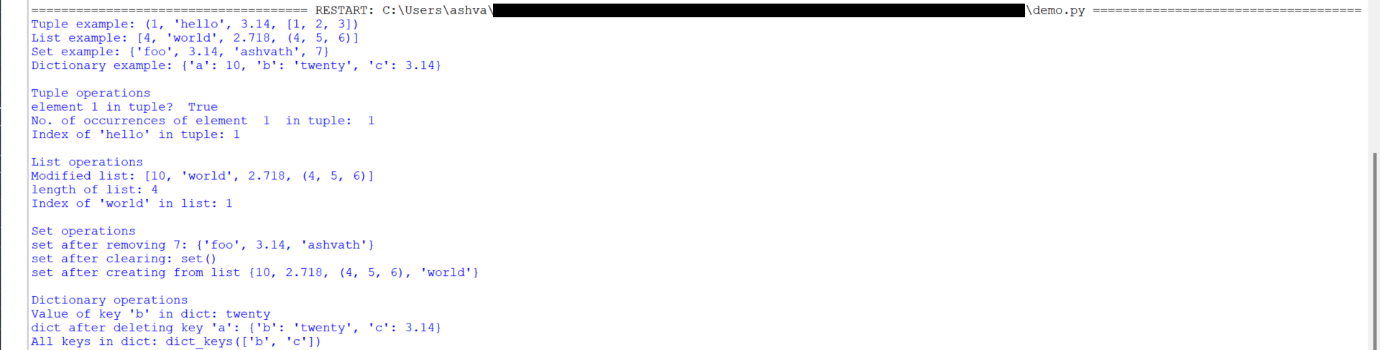 ==================================== RESTART: C:\Users\ashva\ \demo.py ===================================
Tuple example: (1, 'hello', 3.14, [1, 2, 3])
List example: [4, 'world', 2.718, (4, 5, 6)]
Set example: {'foo', 3.14, 'ashvath', 7}
Dictionary example: {'a': 10, 'b': 'twenty', 'c': 3.14}
Tuple operations
element 1 in tuple?  True
No. of occurrences of element  1  in tuple:  1
Index of 'hello' in tuple: 1
List operations
Modified list: [10, 'world', 2.718, (4, 5, 6)]
length of list: 4
Index of 'world' in list: 1
Set operations
set after removing 7: {'foo', 3.14, 'ashvath'}
set after clearing: set()
set after creating from list {10, 2.718, (4, 5, 6), 'world'}
Dictionary operations
Value of key 'b' in dict: twenty
dict after deleting key 'a': {'b': 'twenty', 'c': 3.14}
All keys in dict: dict_keys(['b', 'c'])